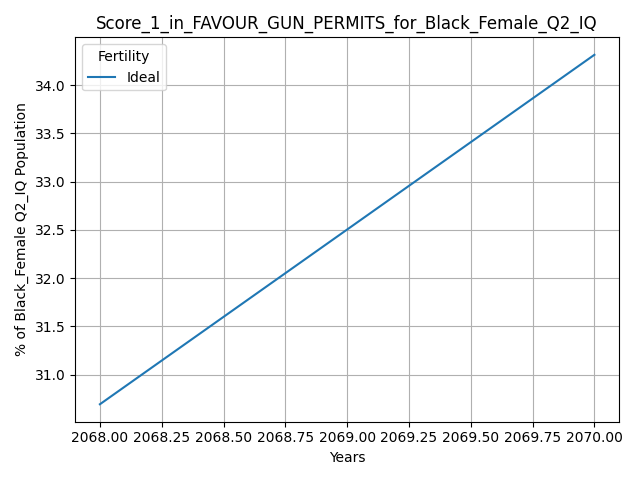 Score_1_in_FAVOUR_GUN_PERMITS_for_Black_Female_Q2_IQ
Fertility
Ideal
% of Black_Female Q2_IQ Population
34.0
33.5
33.0
32.5
32.0
31.5
31.0
2068.00 2068.25 2068.50 2068.75 2069.00 2069.25 2069.50 2069.75 2070.00
Years